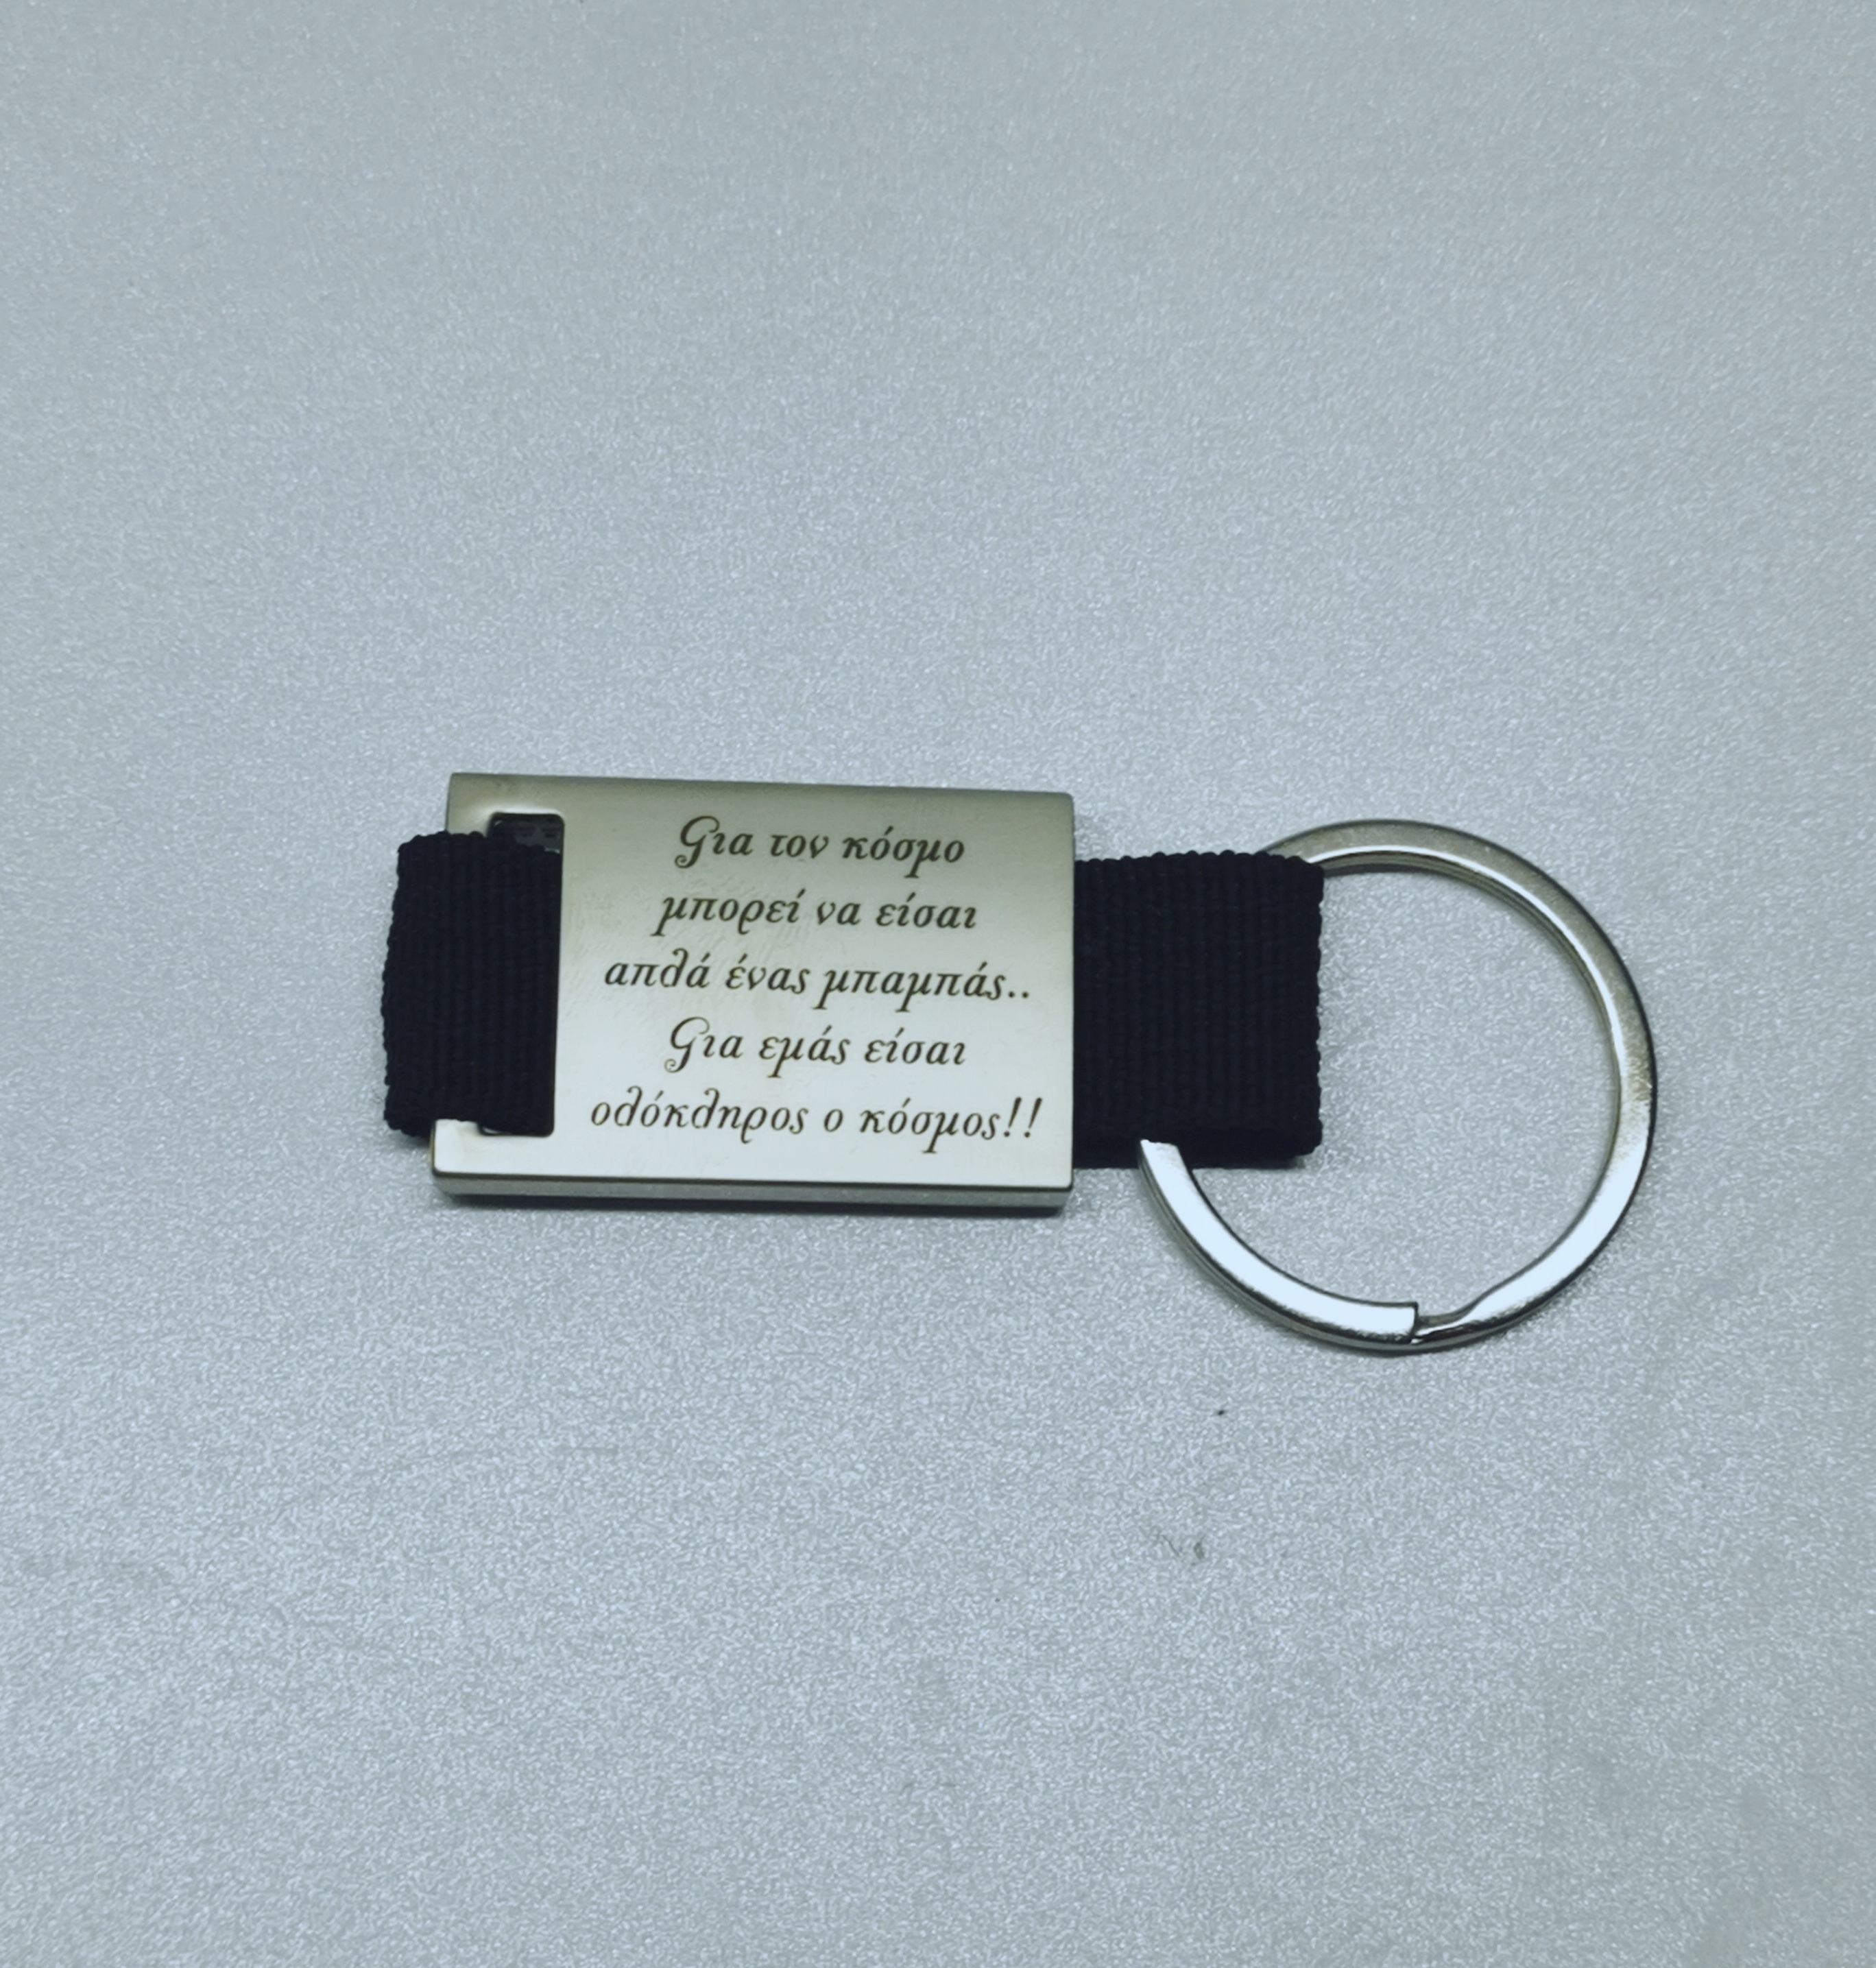 Για τον κόσμο
μπορεί να είσαι
απλά ένας μπαμπάς..
Για εμάς είσαι
ολόκληρος ο κόσμος!!